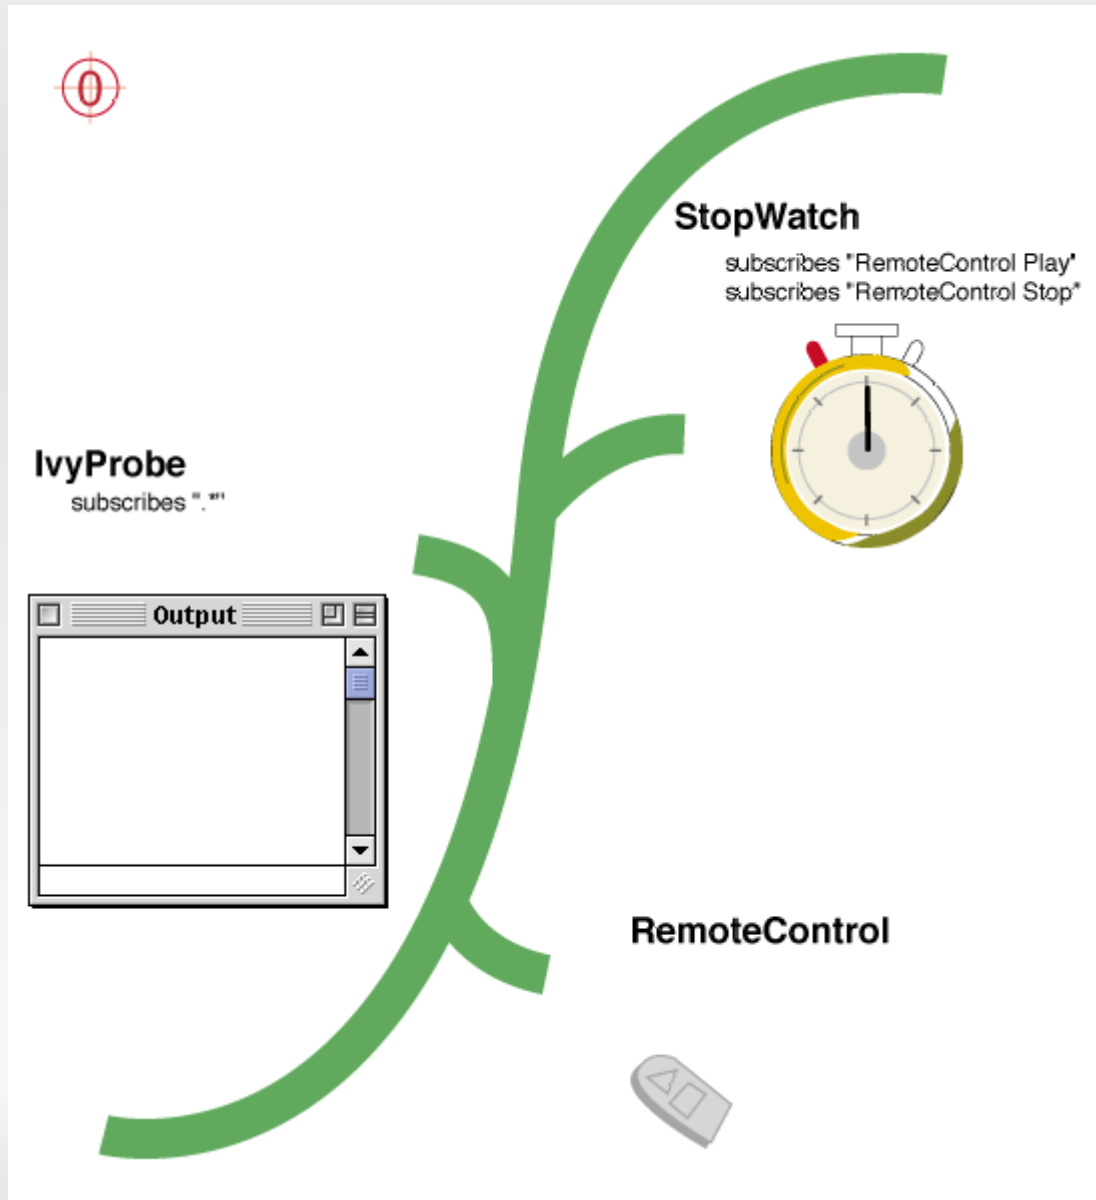 0
StopWatch
subscribes "RemoteControl Play"
subscribes "RemoteControl Stop"
IvyProbe
subscribes ".*"
Output
RemoteControl